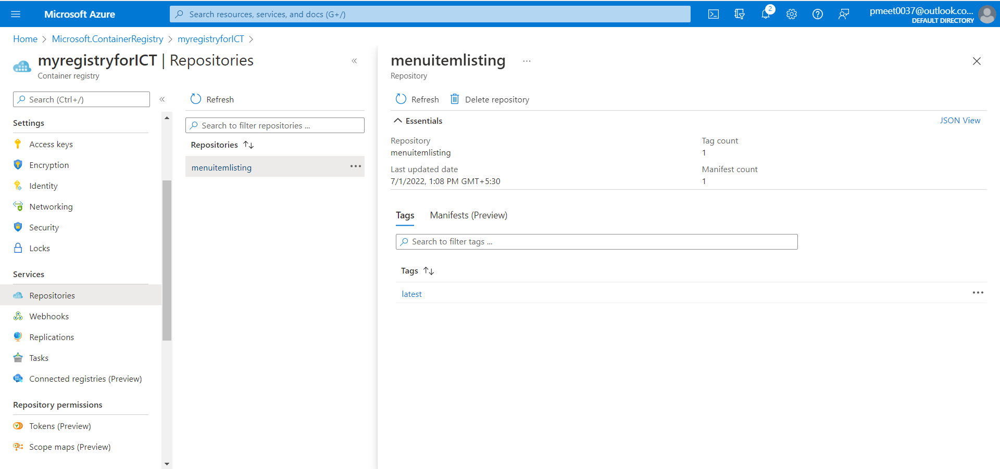 Microsoft Azure
Search resources, services, and docs (G+/)
2
pmeet0037@outlook.co...
DEFAULT DIRECTORY
Home > Microsoft.ContainerRegistry > myregistryforICT >
myregistryforICT | Repositories
Container registry
Search (Ctrl+/)
Settings
Access keys
Encryption
Identity
Networking
Security
Locks
Services
Repositories
Webhooks
Replications
Tasks
Connected registries (Preview)
Repository permissions
Tokens (Preview)
Scope maps (Preview)
Refresh
Search to filter repositories ...
Repositories
menuitemlisting
menuitemlisting
Repository
Refresh
Delete repository
Essentials
JSON View
Repository
menuitemlisting
Tag count
1
Last updated date
7/1/2022, 1:08 PM GMT+5:30
Manifest count
1
Tags
Manifests (Preview)
Search to filter tags ...
Tags
latest